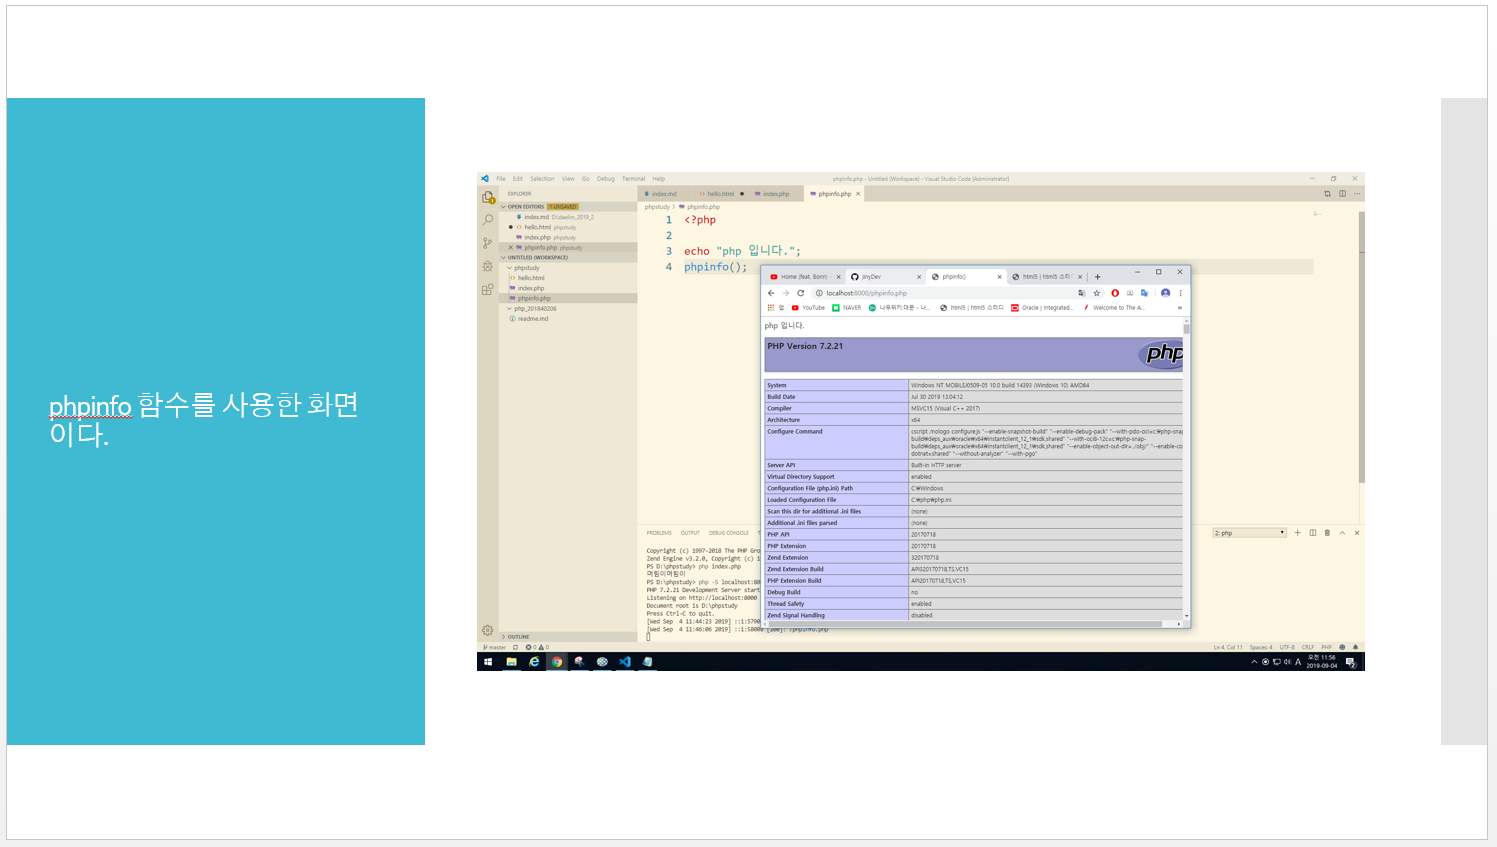 phpinfo 함수를 사용한 화면
이다.
File Edit Selection View Go Debug Terminal Help
phpinfo.php - Untitled (Workspace) - Visual Studio Code [Administrator]
EXPLORER
OPEN EDITORS 1 UNSAVED
index.md D:\daelim_2019_2
hello.html phpstudy
index.php phpstudy
phpinfo.php phpstudy
UNTITLED (WORKSPACE)
phpstudy
hello.html
index.php
phpinfo.php
php_201840206
readme.md
OUTLINE
index.md hello.html index.php phpinfo.php
phpstudy > phpinfo.php
1 <?php
2
3 echo "php 입니다.";
4 phpinfo();
Home (feat. Bonn) jinyDev phpinfo() html5 | html5 스터디
localhost:8000/phpinfo.php
앱 YouTube NAVER 나무위키:대문 - 나... html5 | html5 스터디 Oracle | Integrated... Welcome to The A...
php 입니다.
PHP Version 7.2.21
php
System Windows NT MOBILEJ0509-05 10.0 build 14393 (Windows 10) AMD64
Build Date Jul 30 2019 13:04:12
Compiler MSVC15 (Visual C++ 2017)
Architecture x64
Configure Command cscript /nologo configure.js "--enable-snapshot-build" "--enable-debug-pack" "--with-pdo-oci=c:₩php-snap
build₩deps_aux₩oracle₩x64₩instantclient_12_1₩sdk,shared" "--with-oci8-12c=c:₩php-snap-
build₩deps_aux₩oracle₩x64₩instantclient_12_1₩sdk,shared" "--enable-object-out-dir=../obj/" "--enable-co
dotnet=shared" "--without-analyzer" "--with-pgo"
Server API Built-in HTTP server
Virtual Directory Support enabled
Configuration File (php.ini) Path C:₩Windows
Loaded Configuration File C:₩php₩php.ini
Scan this dir for additional .ini files (none)
Additional .ini files parsed (none)
PHP API 20170718
PHP Extension 20170718
Zend Extension 320170718
Zend Extension Build API320170718,TS,VC15
PHP Extension Build API20170718,TS,VC15
Debug Build no
Thread Safety enabled
Zend Signal Handling disabled
PROBLEMS OUTPUT DEBUG CONSOLE
2: php
Copyright (c) 1997-2018 The PHP Gro
Zend Engine v3.2.0, Copyright (c) 1
PS D:\phpstudy> php index.php
PS D:\phpstudy> php -S localhost:80
PHP 7.2.21 Development Server start
Listening on http://localhost:8000
Document root is D:\phpstudy
Press Ctrl-C to quit.
[Wed Sep 4 11:44:23 2019] ::1:5790
[Wed Sep 4 11:46:06 2019] ::1:58008 [200]: /phpinfo.php
master 0 0
Ln 4, Col 11 Spaces: 4 UTF-8 CRLF PHP
A 오전 11:56
2019-09-04 2